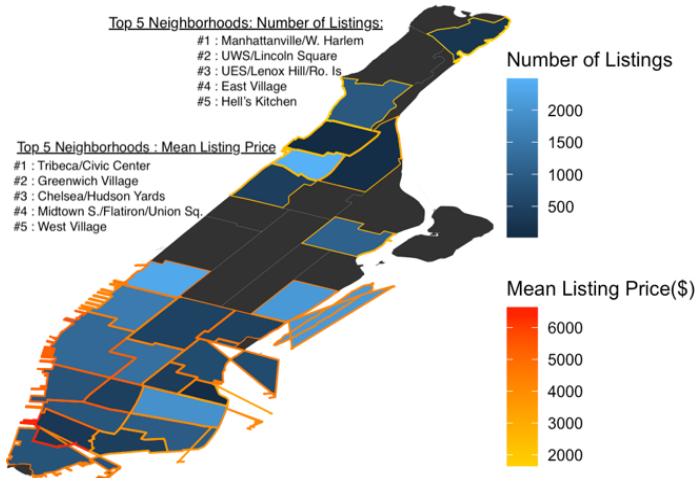 Top 5 Neighborhoods: Number of Listings:
#1 : Manhattanville/W. Harlem
#2 : UWS/Lincoln Square
#3 : UES/Lenox Hill/Ro. Is
#4 : East Village
#5 : Hell's Kitchen
Top 5 Neighborhoods : Mean Listing Price
#1 : Tribeca/Civic Center
#2 : Greenwich Village
#3 : Chelsea/Hudson Yards
#4 : Midtown S./Flatiron/Union Sq.
#5 : West Village
Number of Listings
2000
1500
1000
500
Mean Listing Price($)
6000
5000
4000
3000
2000